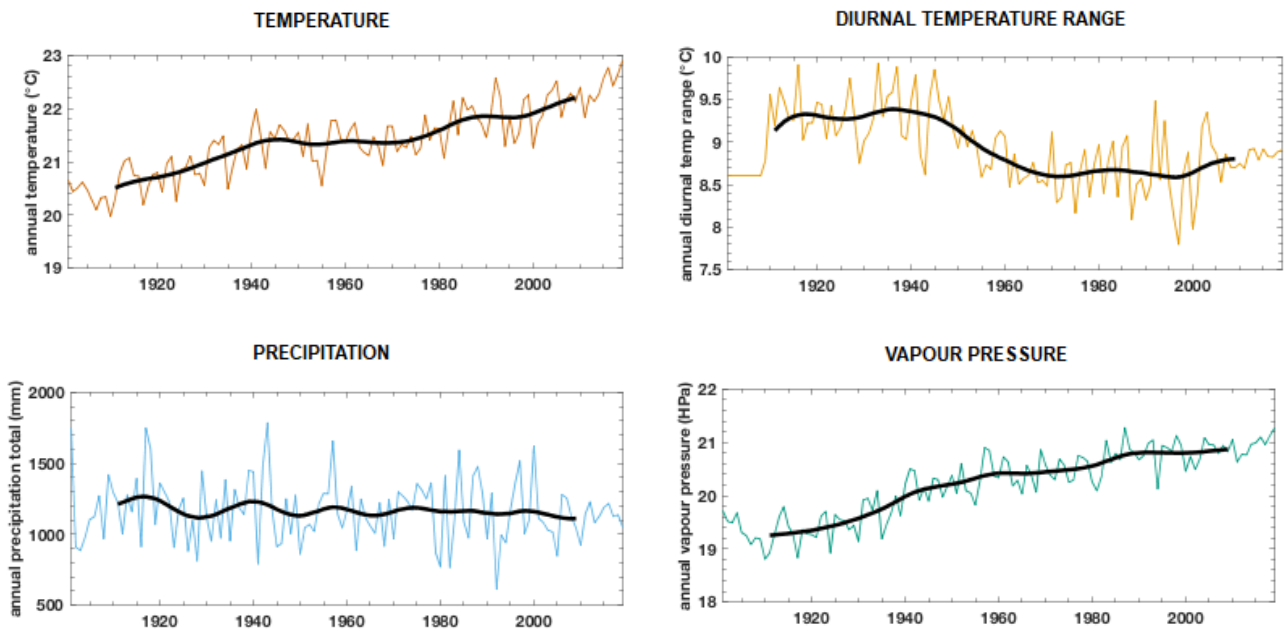 TEMPERATURE
annual temperature (°C)
23
22
21
20
19
1920 1940 1960 1980 2000
DIURNAL TEMPERATURE RANGE
annual diurnal temp range (°C)
10
9.5
9
8.5
8
7.5
1920 1940 1960 1980 2000
PRECIPITATION
annual precipitation total (mm)
2000
1500
1000
500
1920 1940 1960 1980 2000
VAPOUR PRESSURE
annual vapour pressure (HPa)
22
21
20
19
18
1920 1940 1960 1980 2000